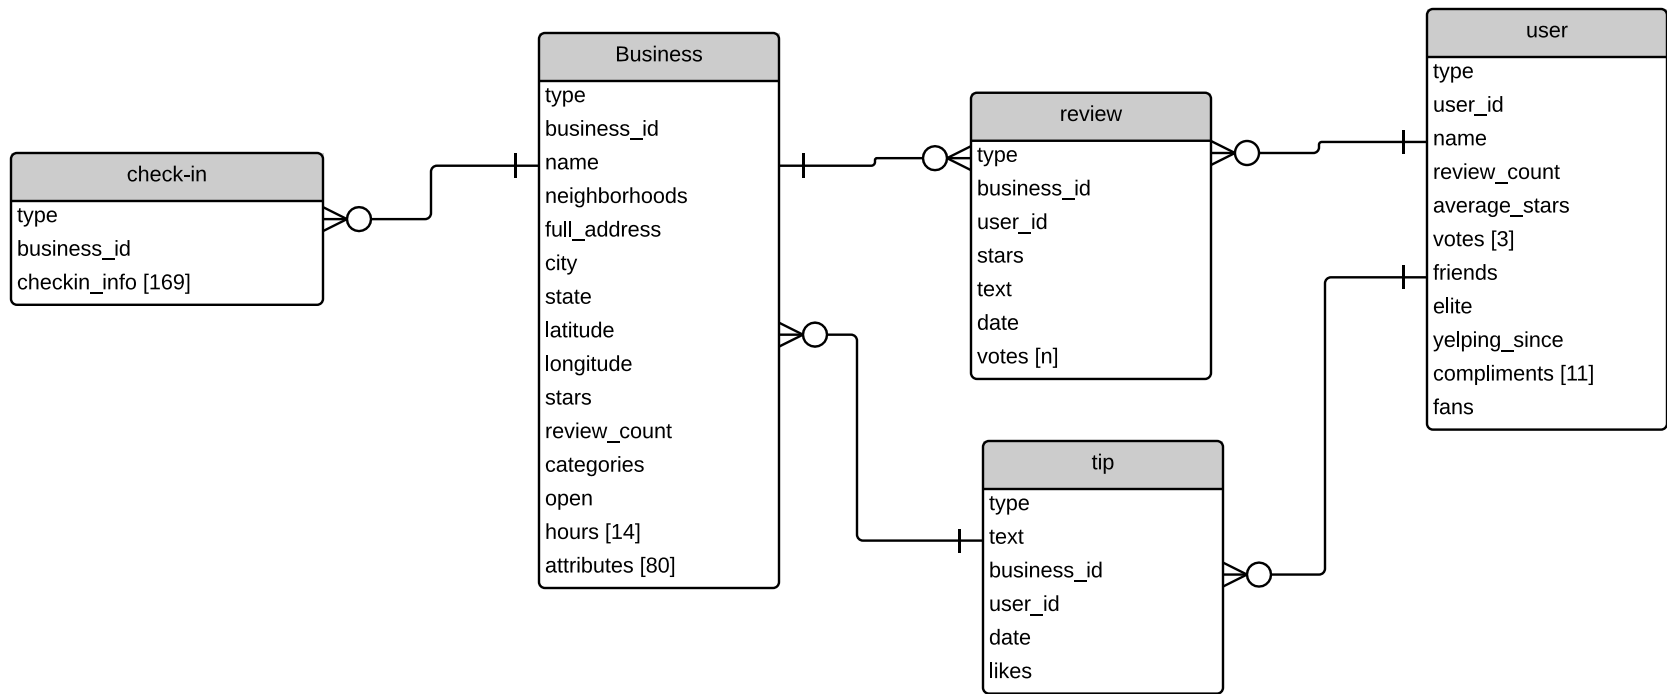 check-in
type
business_id
checkin_info [169]
Business
type
business_id
name
neighborhoods
full_address
city
state
latitude
longitude
stars
review_count
categories
open
hours [14]
attributes [80]
review
type
business_id
user_id
stars
text
date
votes [n]
tip
type
text
business_id
user_id
date
likes
user
type
user_id
name
review_count
average_stars
votes [3]
friends
elite
yelping_since
compliments [11]
fans